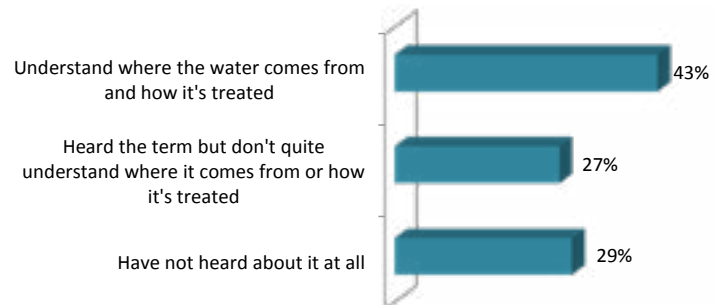 Understand where the water comes from
and how it's treated
43%
Heard the term but don't quite
understand where it comes from or how
it's treated
27%
Have not heard about it at all
29%